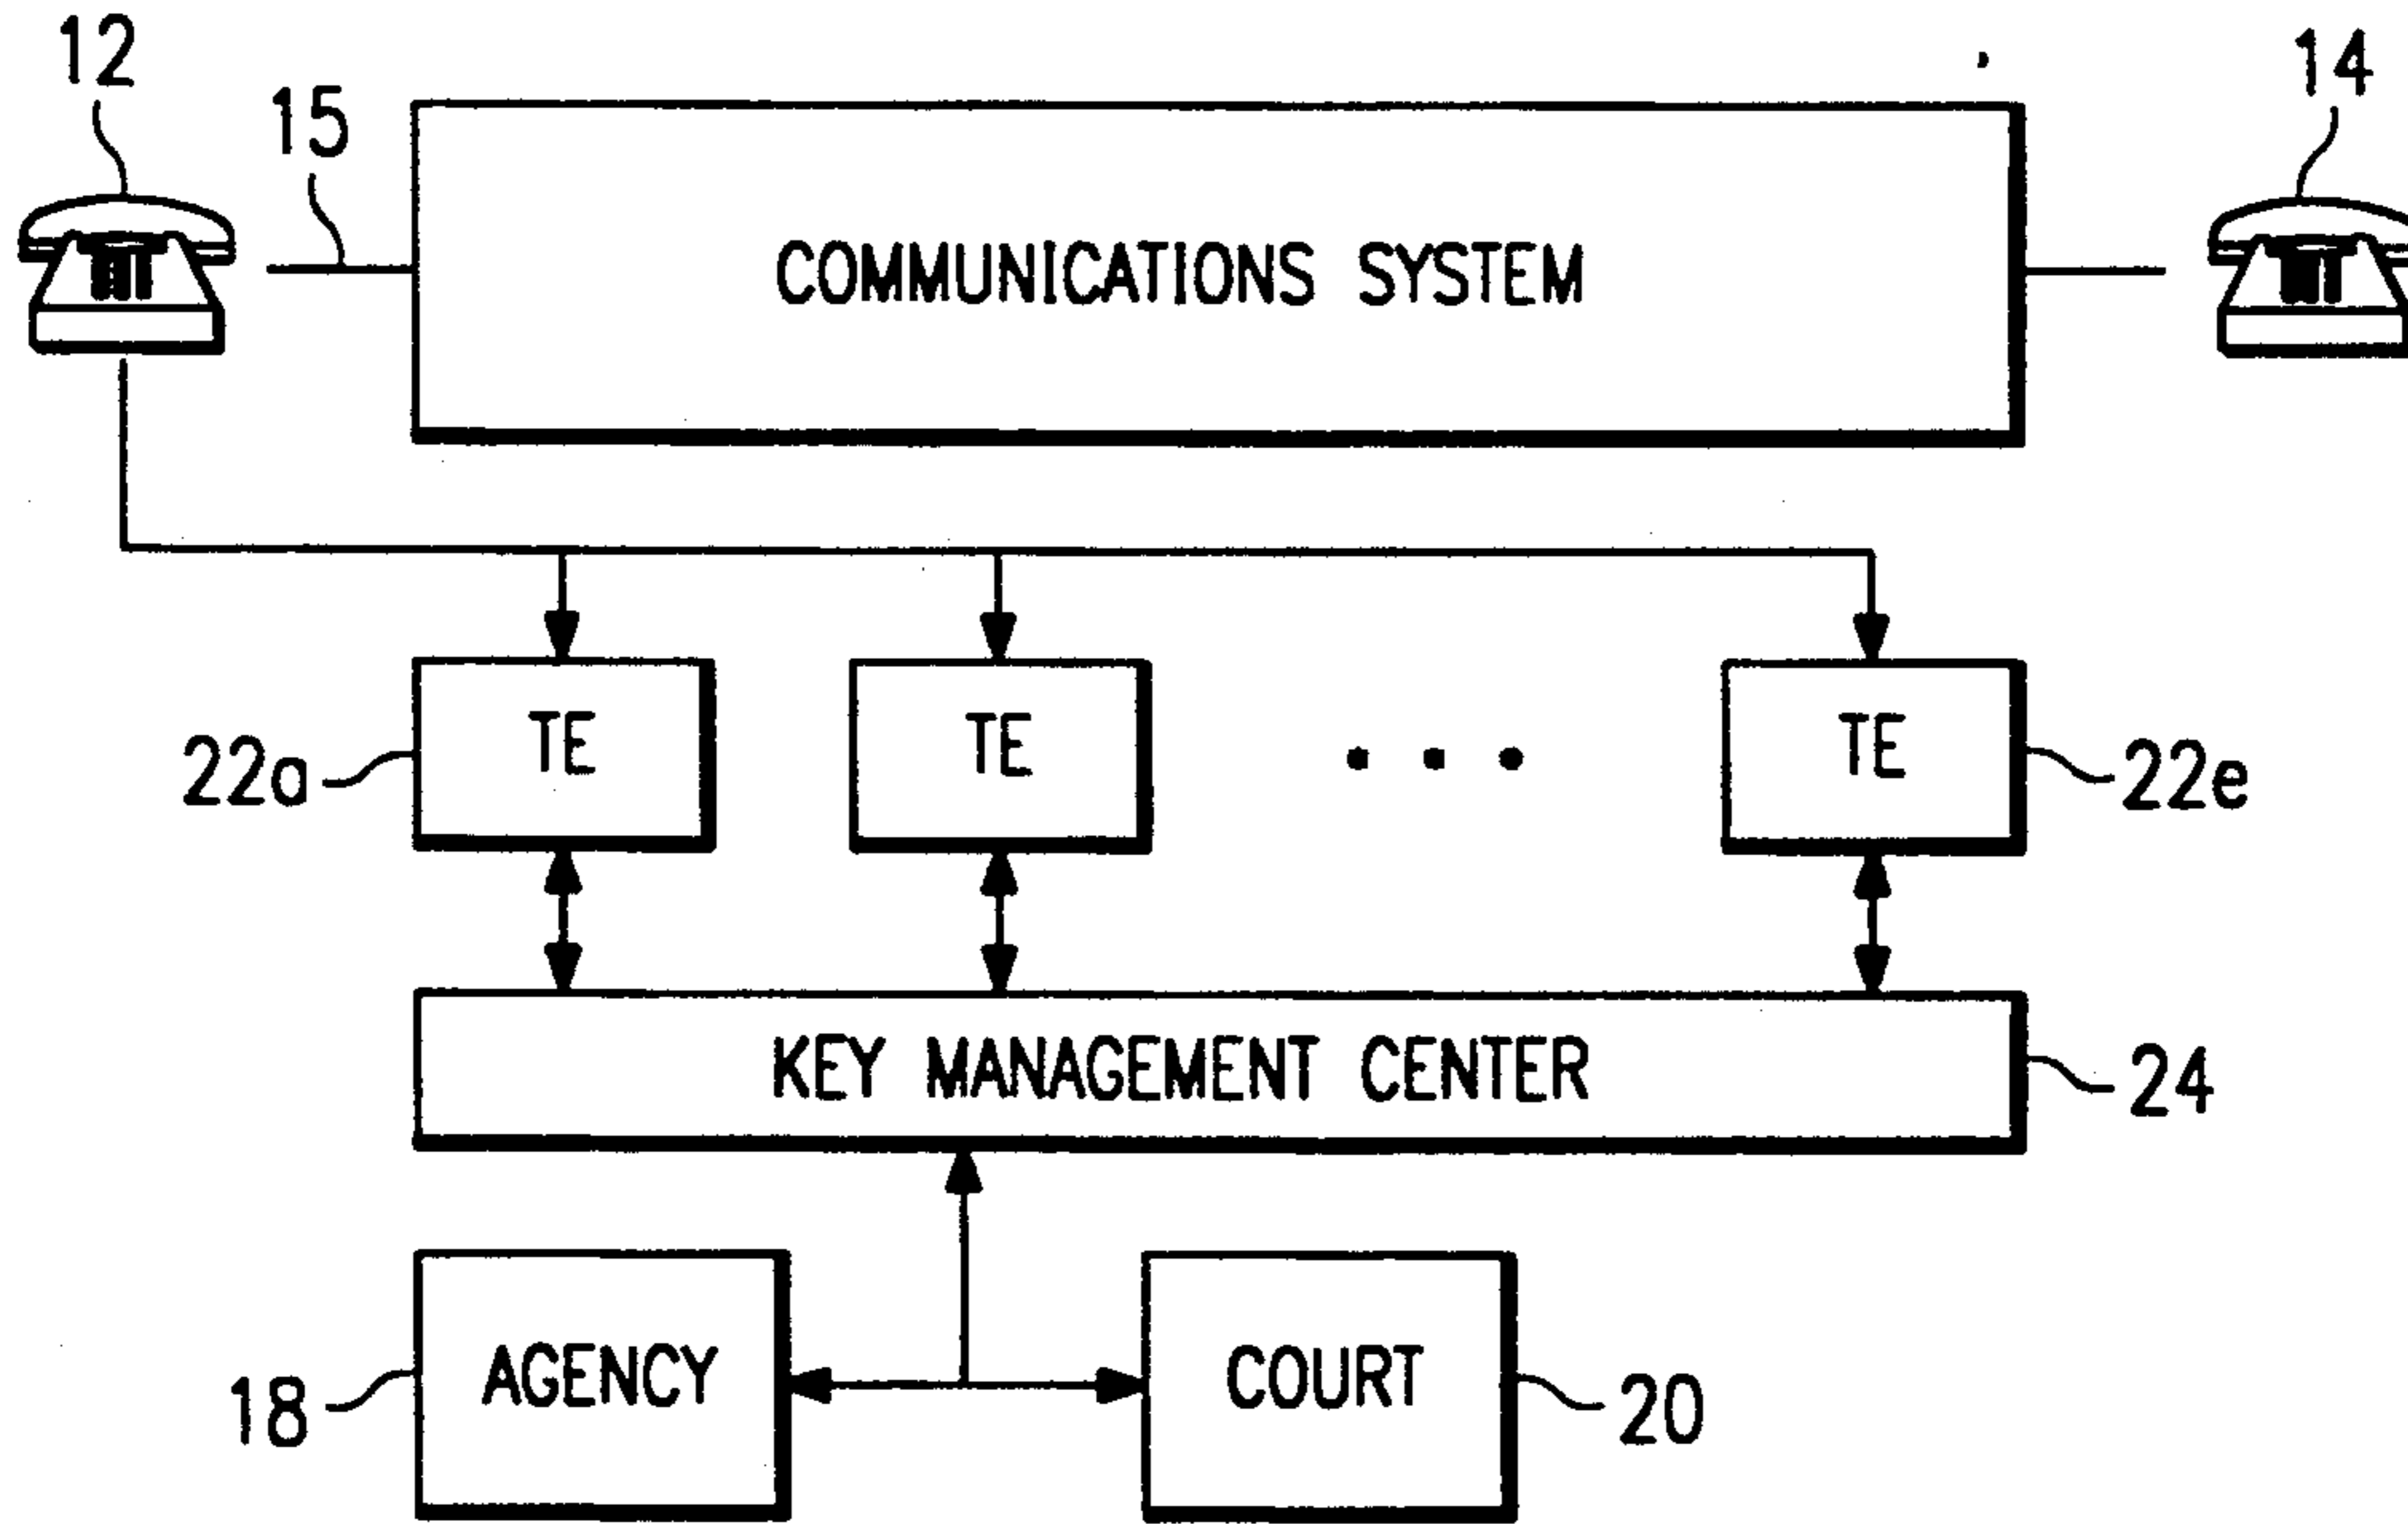 12
14
15
COMMUNICATIONS SYSTEM
TE
TE
TE
22a
22e
KEY MANAGEMENT CENTER
24
AGENCY
COURT
18
20